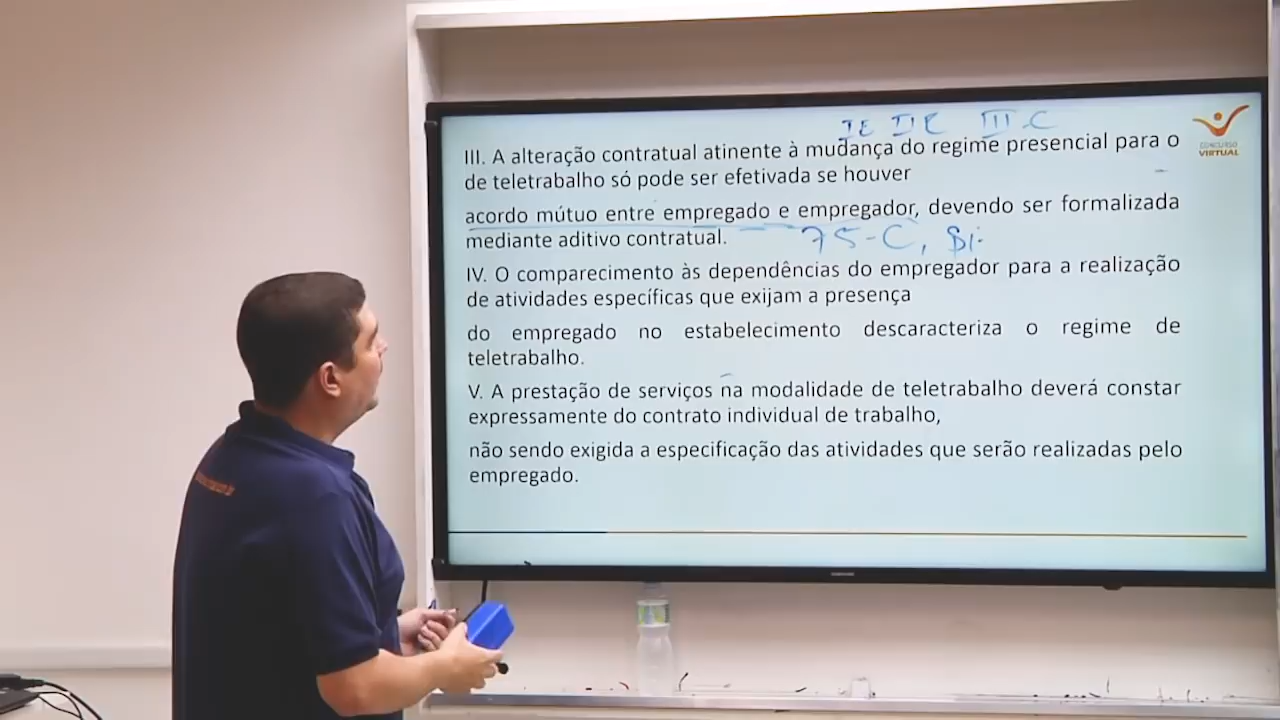 IE IIE III-C
III. A alteração contratual atinente à mudança do regime presencial para o
de teletrabalho só pode ser efetivada se houver
acordo mútuo entre empregado e empregador, devendo ser formalizada
mediante aditivo contratual.
75-C, §1º
IV. O comparecimento às dependências do empregador para a realização
de atividades específicas que exijam a presença
do empregado no estabelecimento descaracteriza o regime de
teletrabalho.
V. A prestação de serviços na modalidade de teletrabalho deverá constar
expressamente do contrato individual de trabalho,
não sendo exigida a especificação das atividades que serão realizadas pelo
empregado.
CONCURSO
VIRTUAL